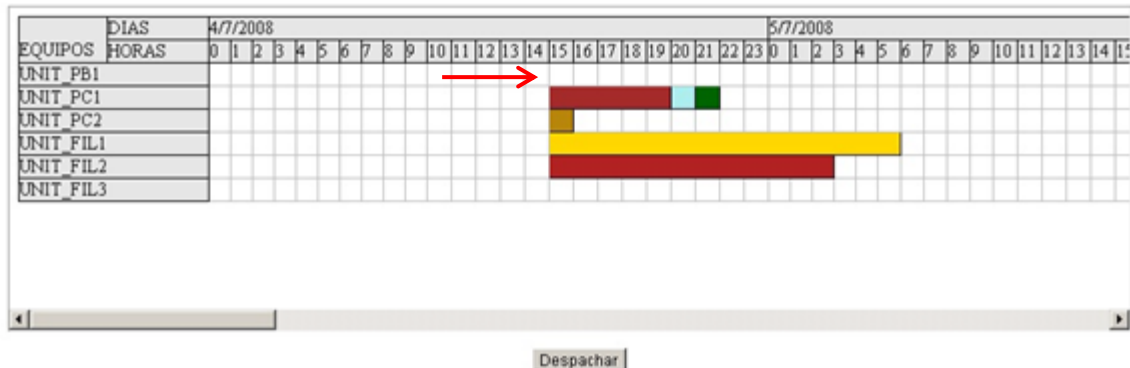 DIAS 4/7/2008 5/7/2008
EQUIPOS HORAS 0 1 2 3 4 5 6 7 8 9 10 11 12 13 14 15 16 17 18 19 20 21 22 23 0 1 2 3 4 5 6 7 8 9 10 11 12 13 14 15
UNIT_PB1
UNIT_PC1
UNIT_PC2
UNIT_FIL1
UNIT_FIL2
UNIT_FIL3
Despachar